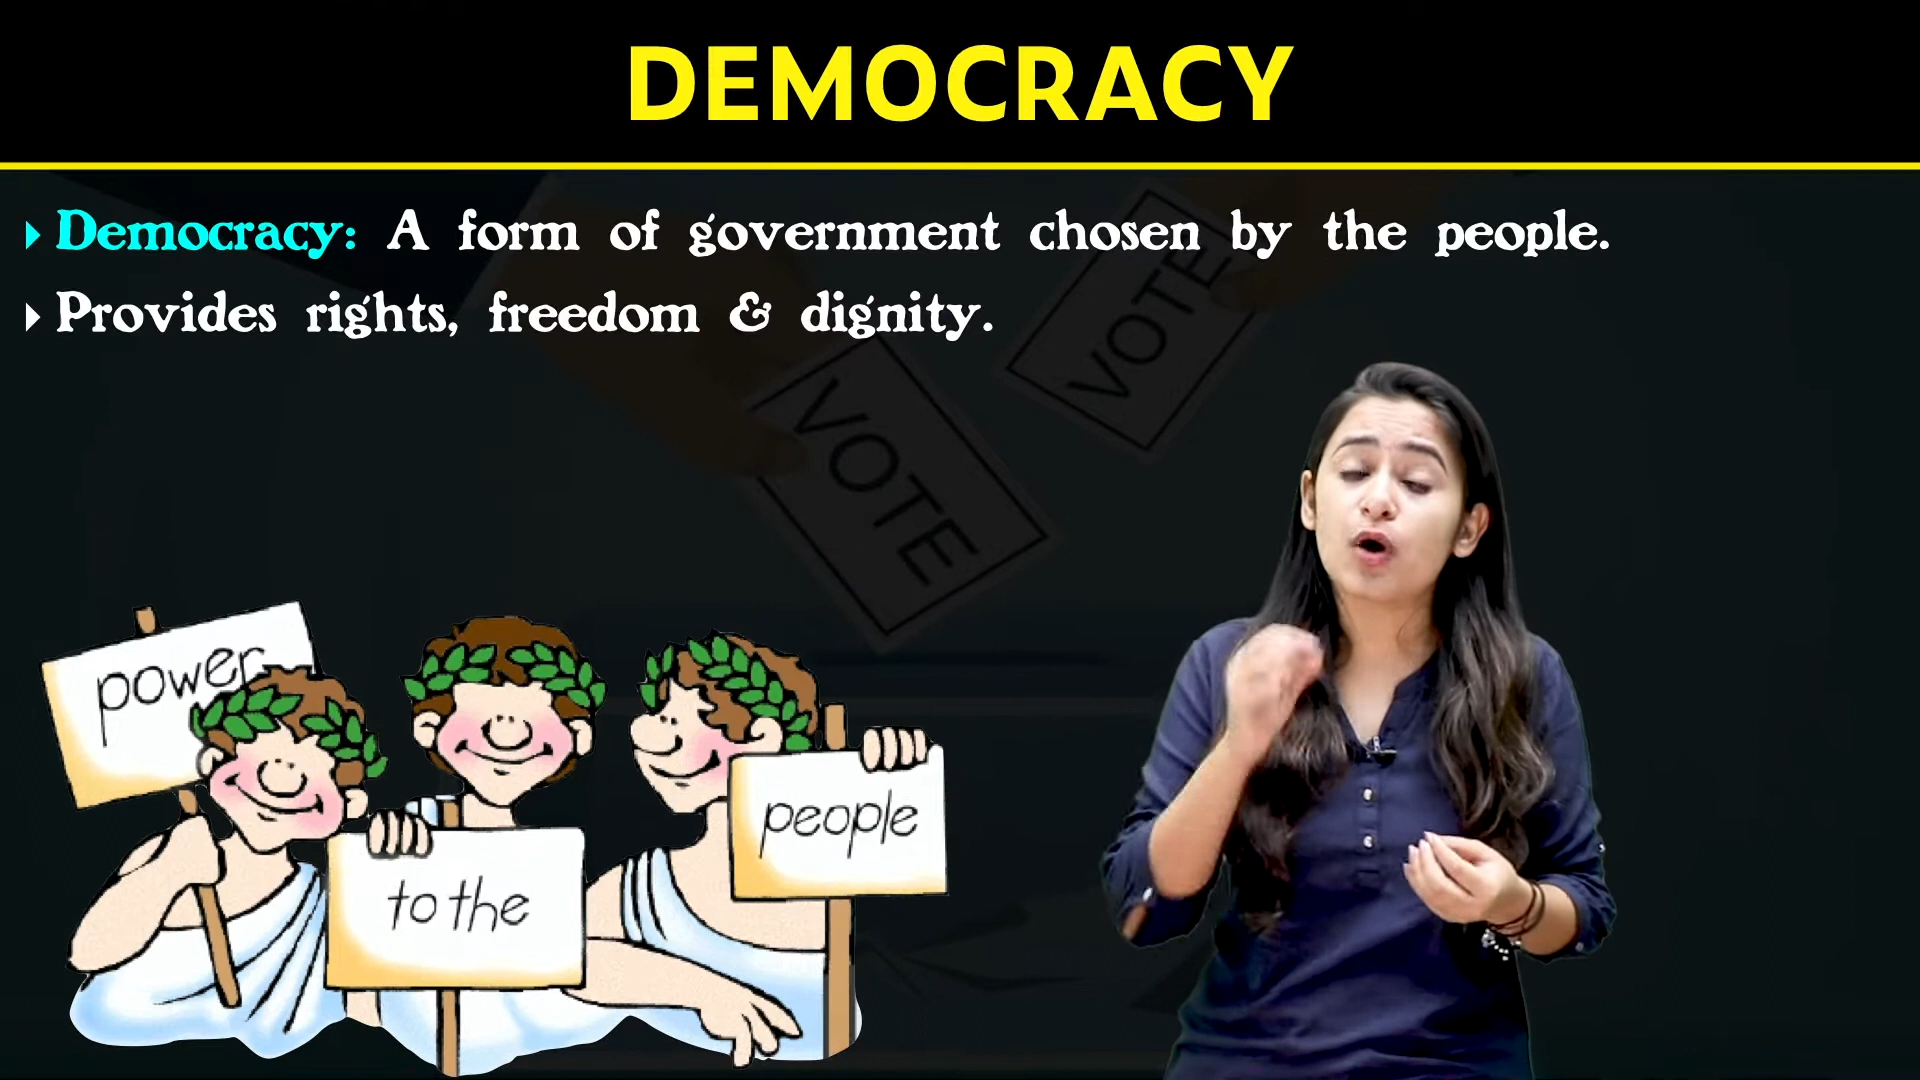 DEMOCRACY
Democracy: A form of government chosen by the people.
Provides rights, freedom & dignity.
VOTE
VOTE
power
to the
people